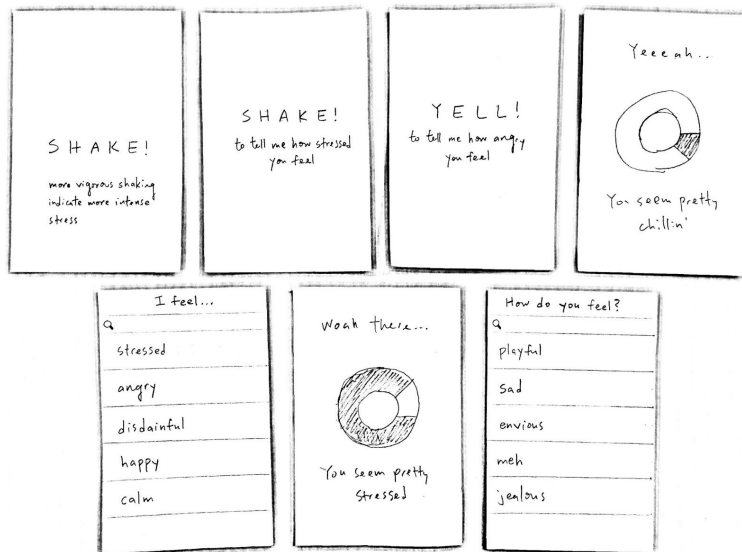 SHAKE!
more vigorous shaking
indicate more intense
stress
SHAKE!
to tell me how stressed
you feel
YELL!
to tell me how angry
you feel
Yeeeah...
You seem pretty
chillin'
I feel...
stressed
angry
disdainful
happy
calm
Woah there...
You seem pretty
stressed
How do you feel?
playful
sad
envious
meh
jealous